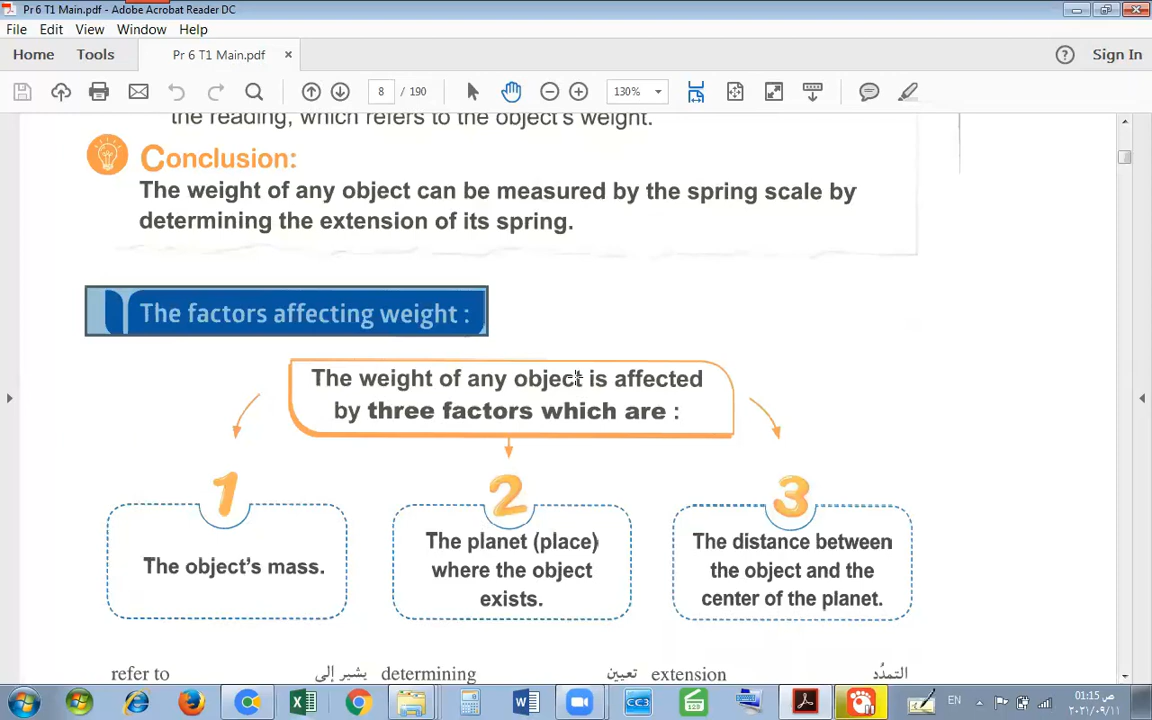 Pr 6 T1 Main.pdf - Adobe Acrobat Reader DC
File Edit View Window Help
Home Tools Pr 6 T1 Main.pdf × ? Sign In
8 / 190 130%
the reading, which refers to the object's weight.
Conclusion:
The weight of any object can be measured by the spring scale by
determining the extension of its spring.
The factors affecting weight :
The weight of any object is affected
by three factors which are :
1 2 3
The object's mass.
The planet (place)
where the object
exists.
The distance between
the object and the
center of the planet.
refer to يشير إلى determining تعيين extension التمدُد
CC3 123 EN ص 01:15
٢٠٢١/٠٩/١١